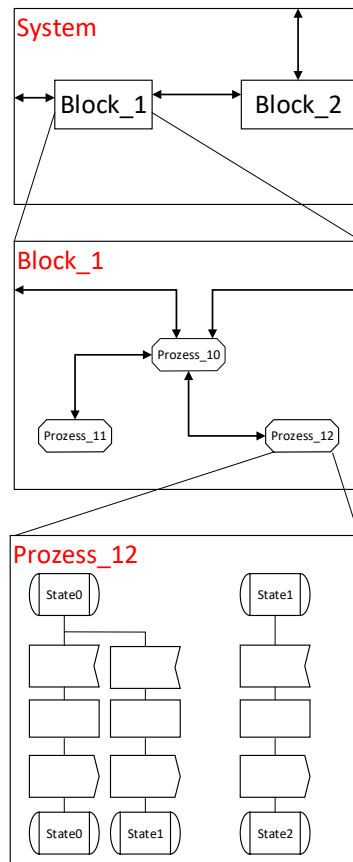 System
Block_1
Block_2
Block_1
Prozess_10
Prozess_11
Prozess_12
Prozess_12
State0
State1
State0
State1
State2